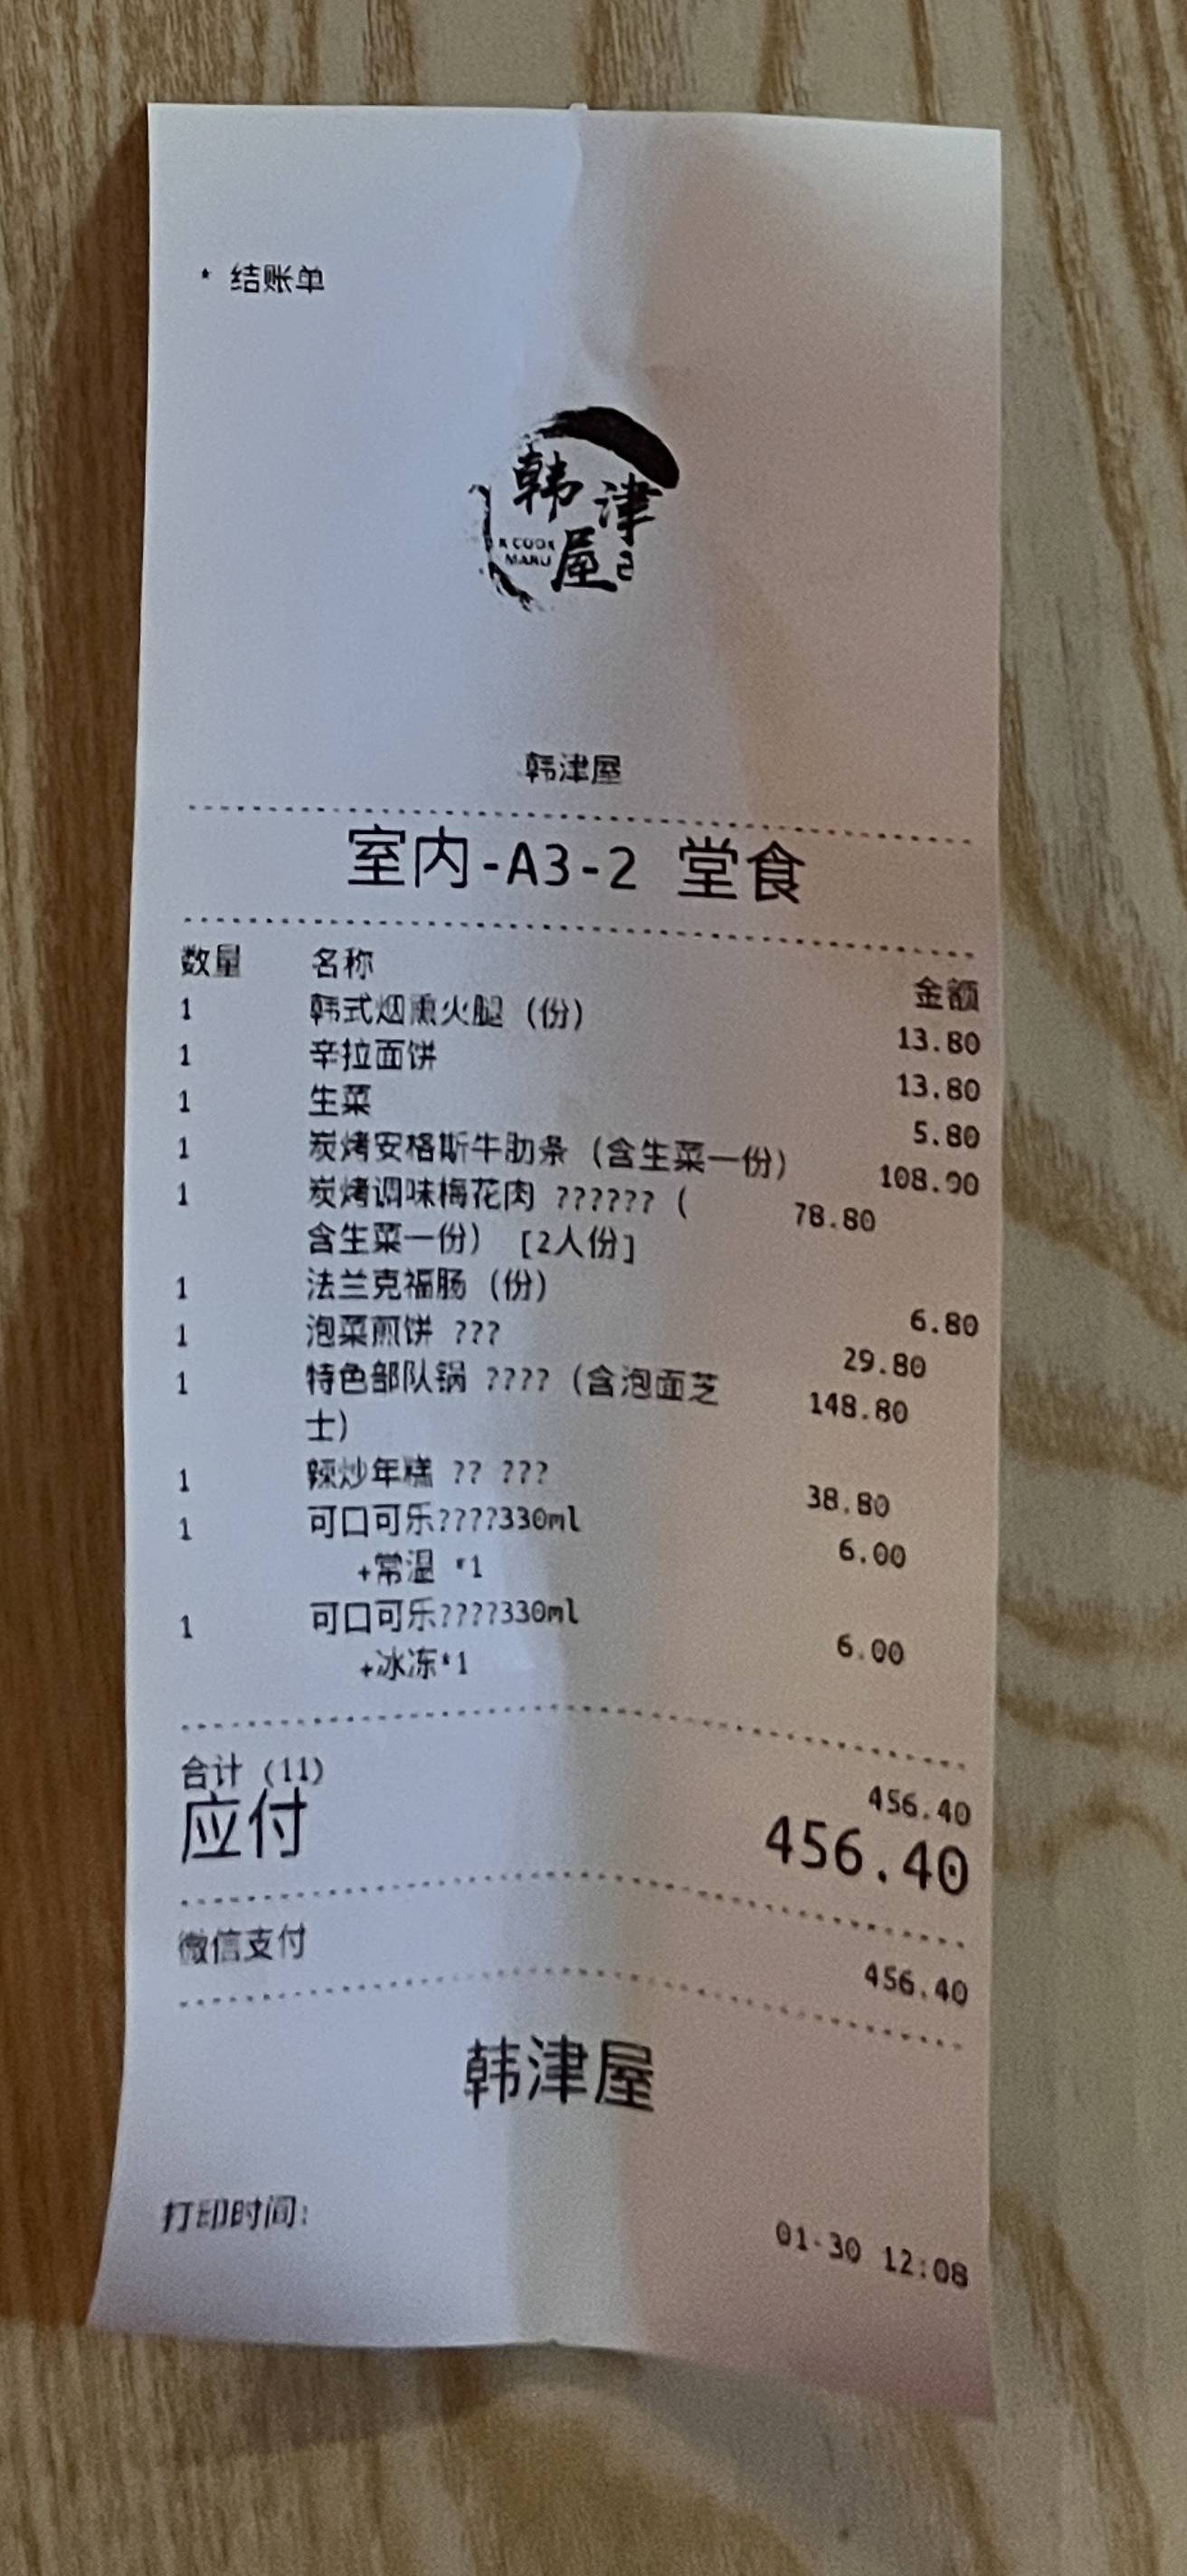 * 结账单
韩津
K COOK
MARU
屋
韩津屋
室内-A3-2 堂食
数量 名称 金额
1 韩式烟熏火腿 (份) 13.80
1 辛拉面饼 13.80
1 生菜 5.80
1 炭烤安格斯牛肋条 (含生菜一份) 108.90
1 炭烤调味梅花肉 ?????? ( 78.80
含生菜一份) [2人份]
1 法兰克福肠 (份) 6.80
1 泡菜煎饼 ??? 29.80
1 特色部队锅 ???? (含泡面芝 148.80
士)
1 辣炒年糕 ?? ??? 38.80
1 可口可乐????330ml 6.00
+常温 *1
1 可口可乐????330ml 6.00
+冰冻*1
合计 (11) 456.40
应付 456.40
微信支付 456.40
韩津屋
打印时间: 01-30 12:08